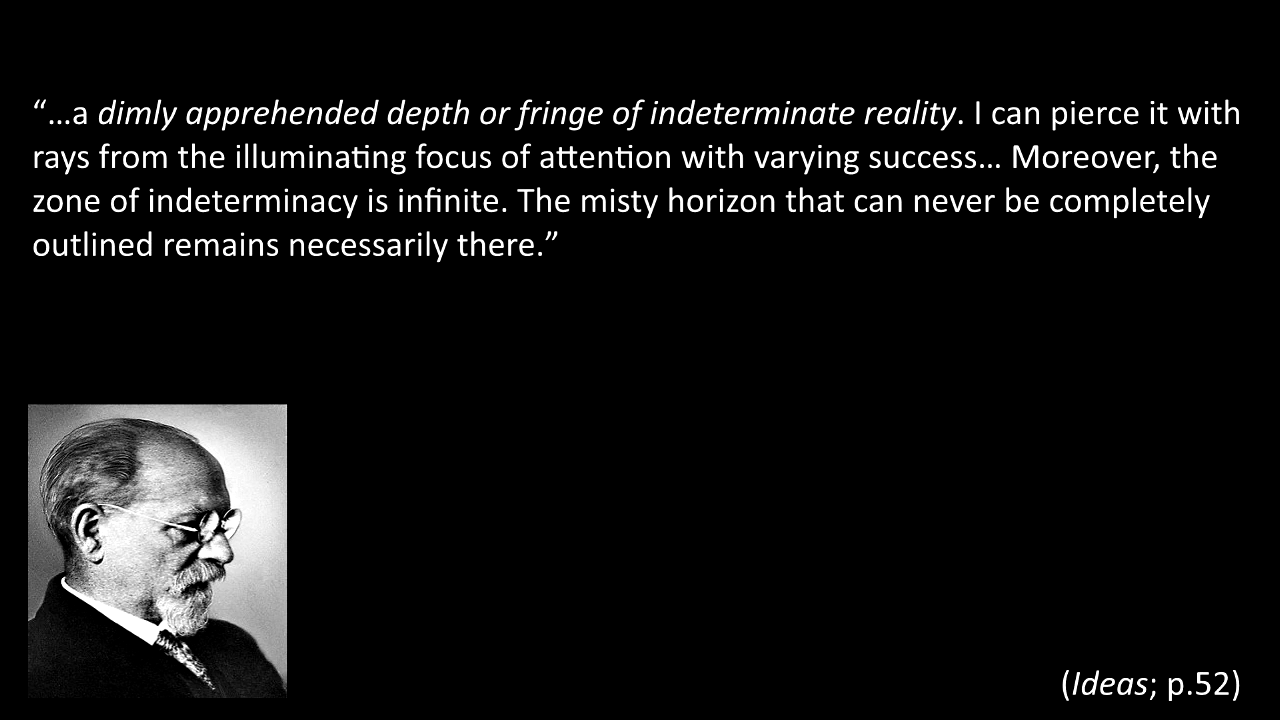 “…a dimly apprehended depth or fringe of indeterminate reality. I can pierce it with
rays from the illuminating focus of attention with varying success… Moreover, the
zone of indeterminacy is infinite. The misty horizon that can never be completely
outlined remains necessarily there.”
(Ideas; p.52)